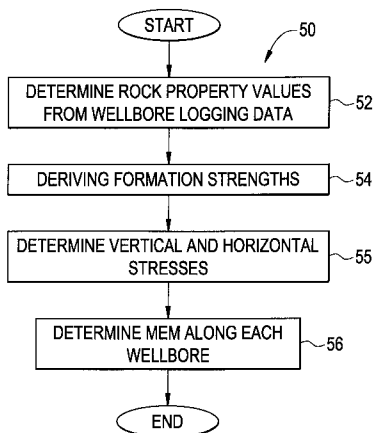 START
50
DETERMINE ROCK PROPERTY VALUES
FROM WELLBORE LOGGING DATA
52
DERIVING FORMATION STRENGTHS
54
DETERMINE VERTICAL AND HORIZONTAL
STRESSES
55
DETERMINE MEM ALONG EACH
WELLBORE
56
END